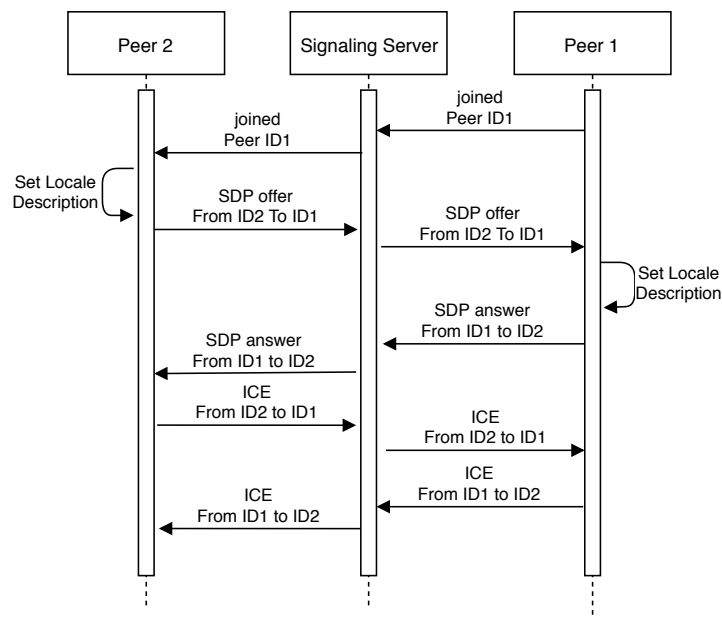 Peer 2
Signaling Server
Peer 1
joined
Peer ID1
joined
Peer ID1
Set Locale
Description
SDP offer
From ID2 To ID1
SDP offer
From ID2 To ID1
Set Locale
Description
SDP answer
From ID1 to ID2
SDP answer
From ID1 to ID2
ICE
From ID2 to ID1
ICE
From ID2 to ID1
ICE
From ID1 to ID2
ICE
From ID1 to ID2